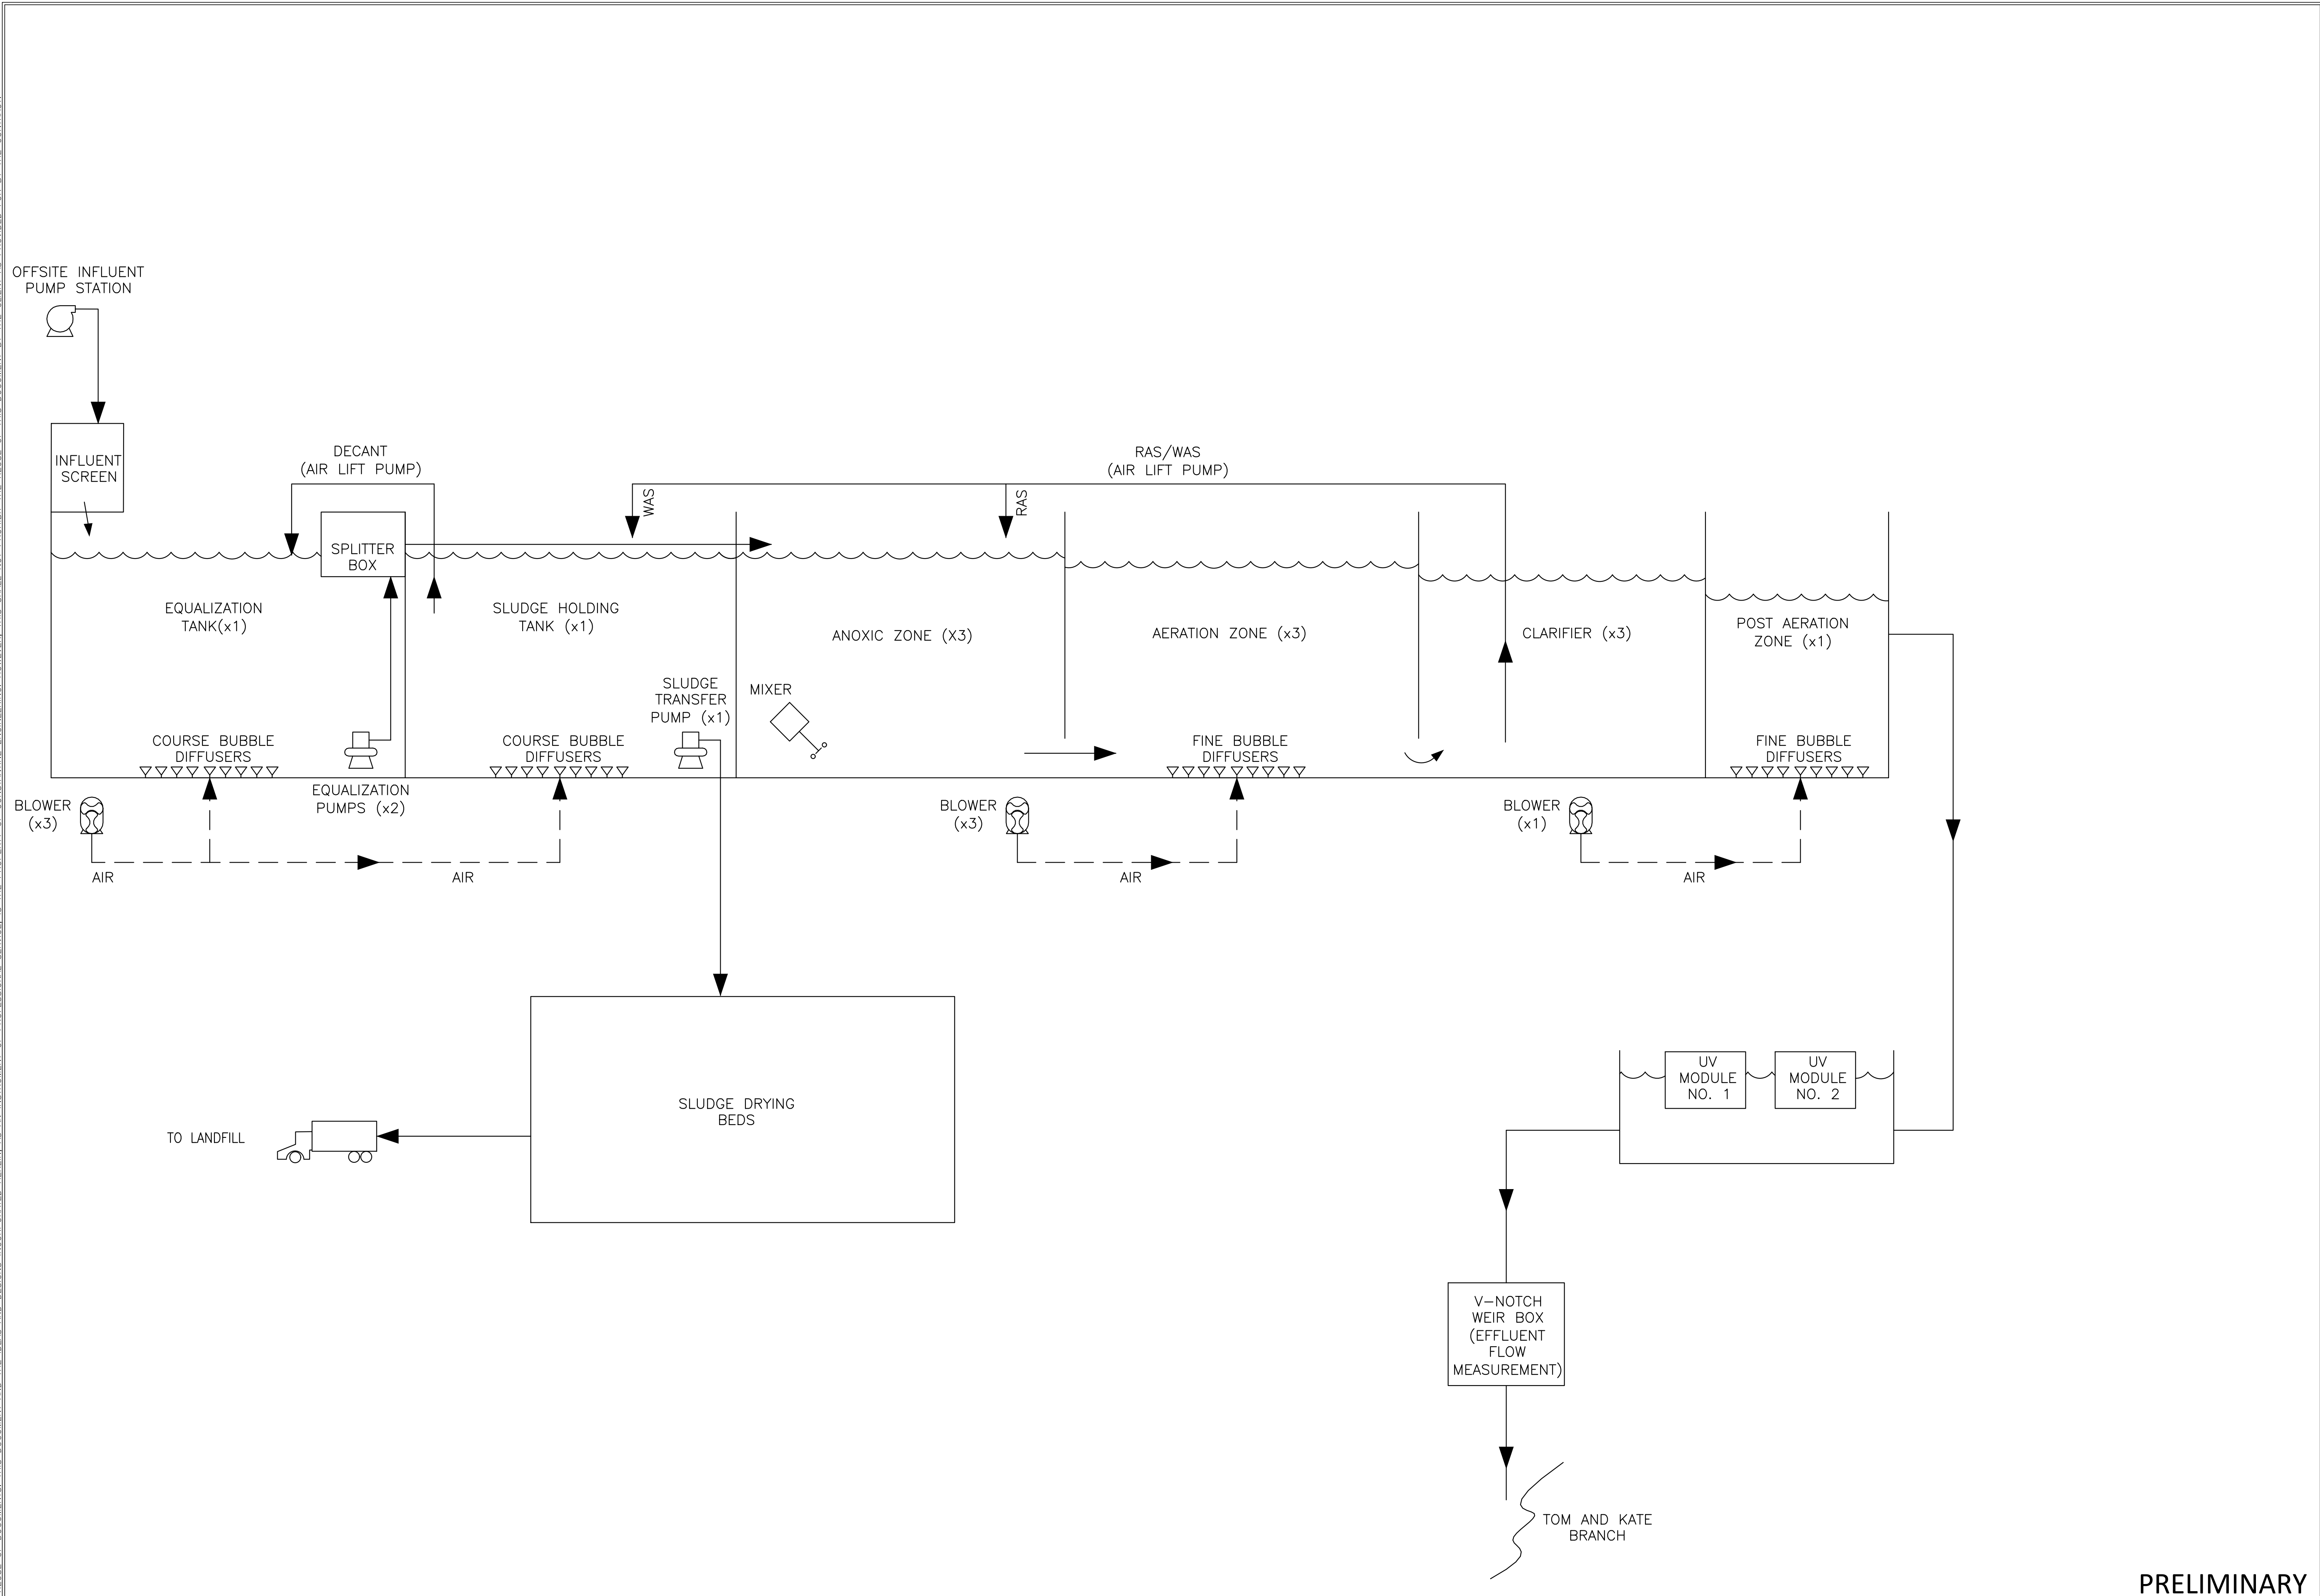 OFFSITE INFLUENT
PUMP STATION
INFLUENT
SCREEN
DECANT
(AIR LIFT PUMP)
RAS/WAS
(AIR LIFT PUMP)
WAS
RAS
SPLITTER
BOX
EQUALIZATION
TANK(x1)
SLUDGE HOLDING
TANK (x1)
ANOXIC ZONE (X3)
AERATION ZONE (x3)
CLARIFIER (x3)
POST AERATION
ZONE (x1)
SLUDGE
TRANSFER
PUMP (x1)
MIXER
COURSE BUBBLE
DIFFUSERS
COURSE BUBBLE
DIFFUSERS
FINE BUBBLE
DIFFUSERS
FINE BUBBLE
DIFFUSERS
EQUALIZATION
PUMPS (x2)
BLOWER
(x3)
BLOWER
(x3)
BLOWER
(x1)
AIR
AIR
AIR
AIR
UV
MODULE
NO. 1
UV
MODULE
NO. 2
SLUDGE DRYING
BEDS
TO LANDFILL
V-NOTCH
WEIR BOX
(EFFLUENT
FLOW
MEASUREMENT)
TOM AND KATE
BRANCH
PRELIMINARY